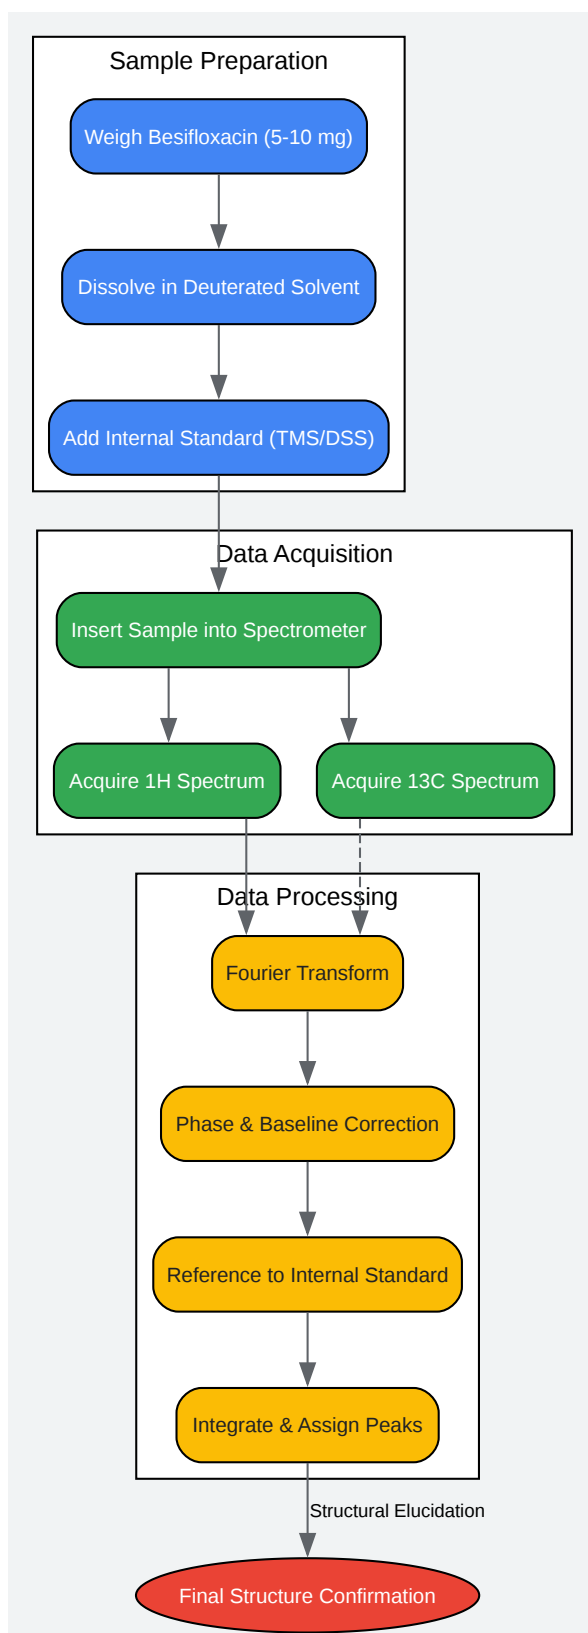 Sample Preparation
Weigh Besifloxacin (5-10 mg)
Dissolve in Deuterated Solvent
Add Internal Standard (TMS/DSS)
Data Acquisition
Insert Sample into Spectrometer
Acquire 1H Spectrum
Acquire 13C Spectrum
Data Processing
Fourier Transform
Phase & Baseline Correction
Reference to Internal Standard
Integrate & Assign Peaks
Structural Elucidation
Final Structure Confirmation